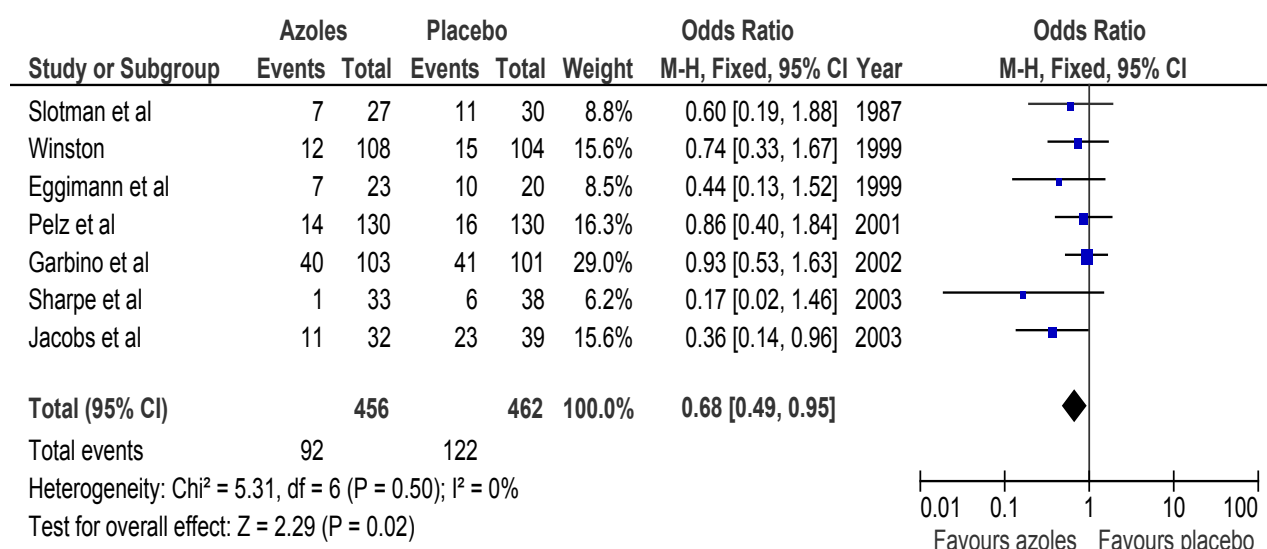 Azoles Placebo Odds Ratio Odds Ratio
Study or Subgroup Events Total Events Total Weight M-H, Fixed, 95% CI Year M-H, Fixed, 95% CI
Slotman et al 7 27 11 30 8.8% 0.60 [0.19, 1.88] 1987
Winston 12 108 15 104 15.6% 0.74 [0.33, 1.67] 1999
Eggimann et al 7 23 10 20 8.5% 0.44 [0.13, 1.52] 1999
Pelz et al 14 130 16 130 16.3% 0.86 [0.40, 1.84] 2001
Garbino et al 40 103 41 101 29.0% 0.93 [0.53, 1.63] 2002
Sharpe et al 1 33 6 38 6.2% 0.17 [0.02, 1.46] 2003
Jacobs et al 11 32 23 39 15.6% 0.36 [0.14, 0.96] 2003
Total (95% CI) 456 462 100.0% 0.68 [0.49, 0.95]
Total events 92 122
Heterogeneity: Chi² = 5.31, df = 6 (P = 0.50); I² = 0%
Test for overall effect: Z = 2.29 (P = 0.02)
0.01 0.1 1 10 100
Favours azoles Favours placebo